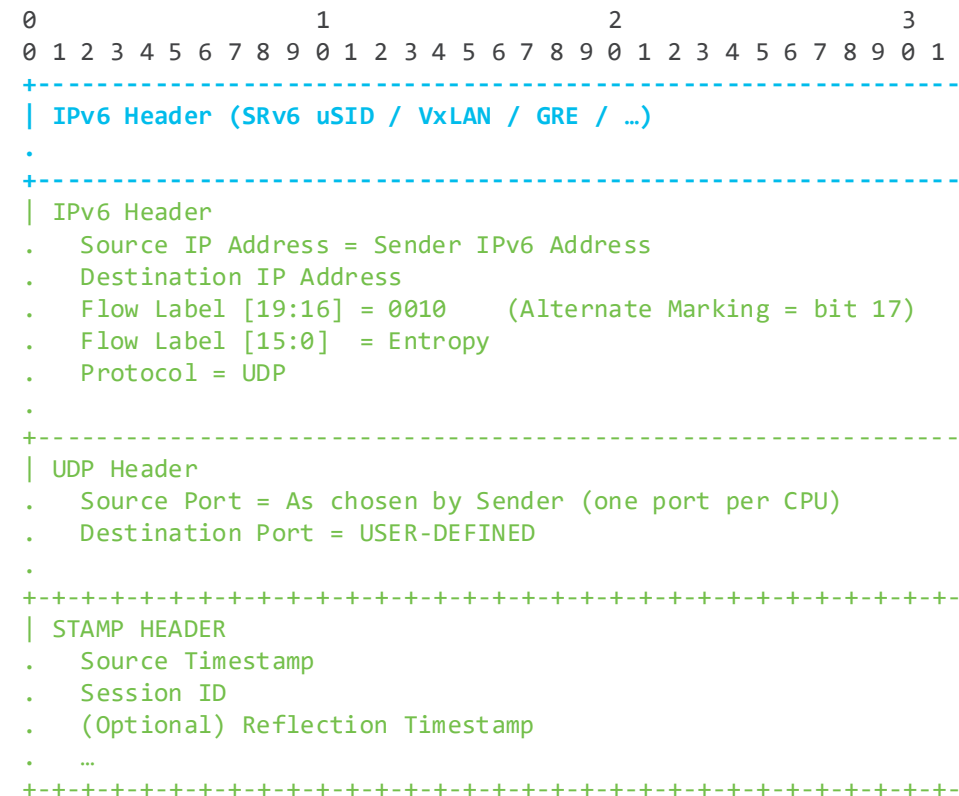 0                   1                   2                   3
0 1 2 3 4 5 6 7 8 9 0 1 2 3 4 5 6 7 8 9 0 1 2 3 4 5 6 7 8 9 0 1
+---------------------------------------------------------------
| IPv6 Header (SRv6 uSID / VxLAN / GRE / …)
.
+---------------------------------------------------------------
| IPv6 Header
.   Source IP Address = Sender IPv6 Address
.   Destination IP Address
.   Flow Label [19:16] = 0010    (Alternate Marking = bit 17)
.   Flow Label [15:0]  = Entropy
.   Protocol = UDP
.
+---------------------------------------------------------------
| UDP Header
.   Source Port = As chosen by Sender (one port per CPU)
.   Destination Port = USER-DEFINED
.
+-+-+-+-+-+-+-+-+-+-+-+-+-+-+-+-+-+-+-+-+-+-+-+-+-+-+-+-+-+-+-+-
| STAMP HEADER
.   Source Timestamp
.   Session ID
.   (Optional) Reflection Timestamp
.   …
+-+-+-+-+-+-+-+-+-+-+-+-+-+-+-+-+-+-+-+-+-+-+-+-+-+-+-+-+-+-+-+-